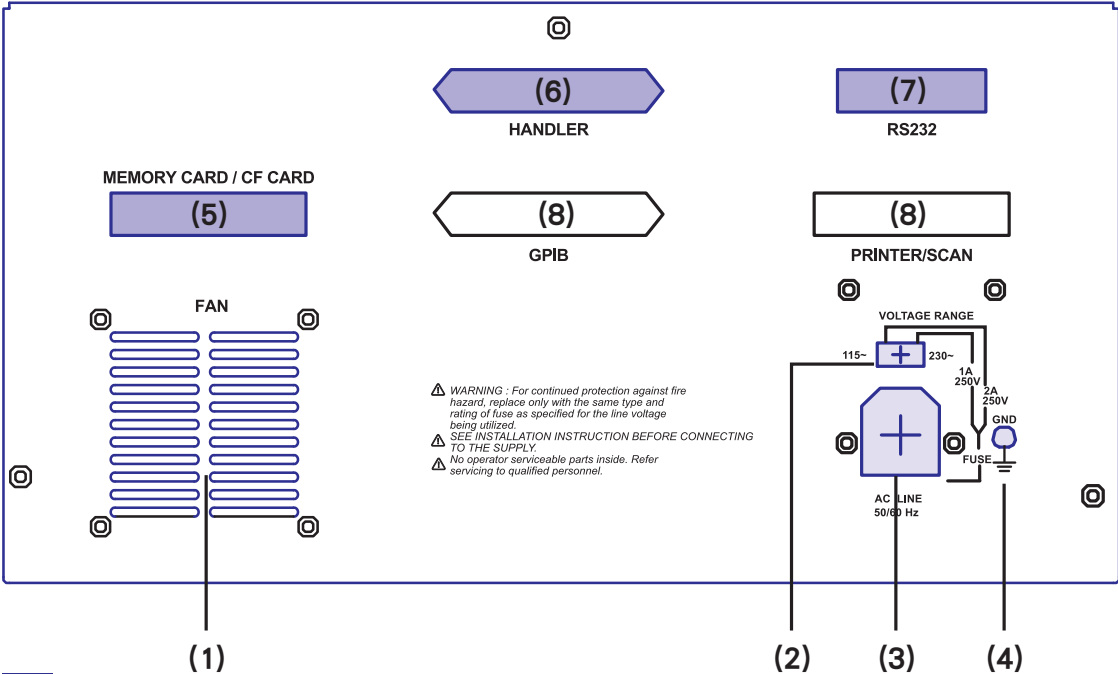 (6)
(7)
HANDLER
RS232
MEMORY CARD / CF CARD
(5)
(8)
(8)
GPIB
PRINTER/SCAN
FAN
VOLTAGE RANGE
115~
230~
1A
250V
2A
250V
WARNING : For continued protection against fire
hazard, replace only with the same type and
rating of fuse as specified for the line voltage
being utilized.
SEE INSTALLATION INSTRUCTION BEFORE CONNECTING
TO THE SUPPLY.
No operator serviceable parts inside. Refer
servicing to qualified personnel.
GND
FUSE
AC LINE
50/60 Hz
(1)
(2)
(3)
(4)